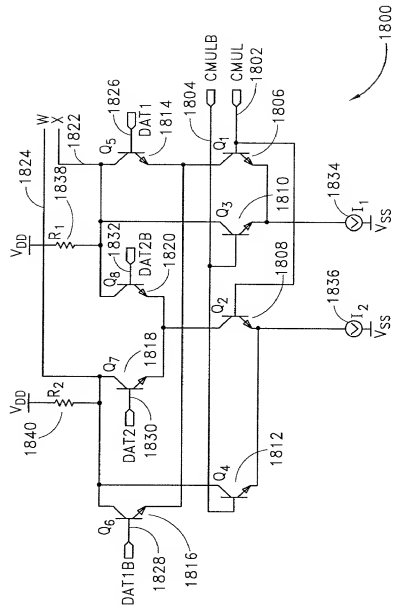 1824
W
X
1822
1826
DAT1
1814
1804
CMULB
CMUL
1802
1806
1800
VDD
R1
1838
Q5
Q1
1810
1834
I1
VSS
Q3
1832
DAT2B
1820
Q8
Q2
1808
1836
I2
VSS
Q7
1818
VDD
R2
1840
DAT2
1830
Q4
1812
Q6
1816
DAT1B
1828